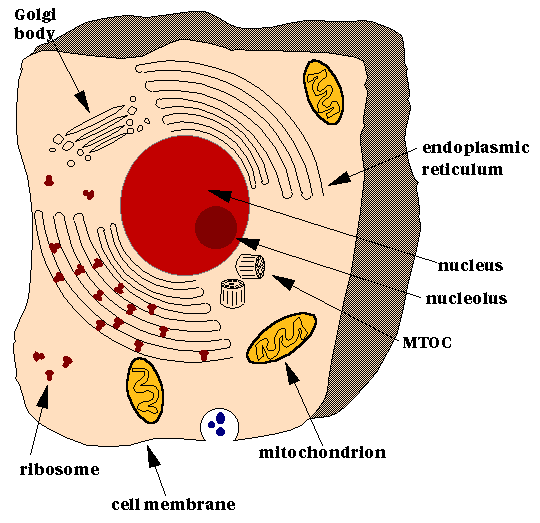 Golgi
body
endoplasmic
reticulum
nucleus
nucleolus
MTOC
mitochondrion
ribosome
cell membrane